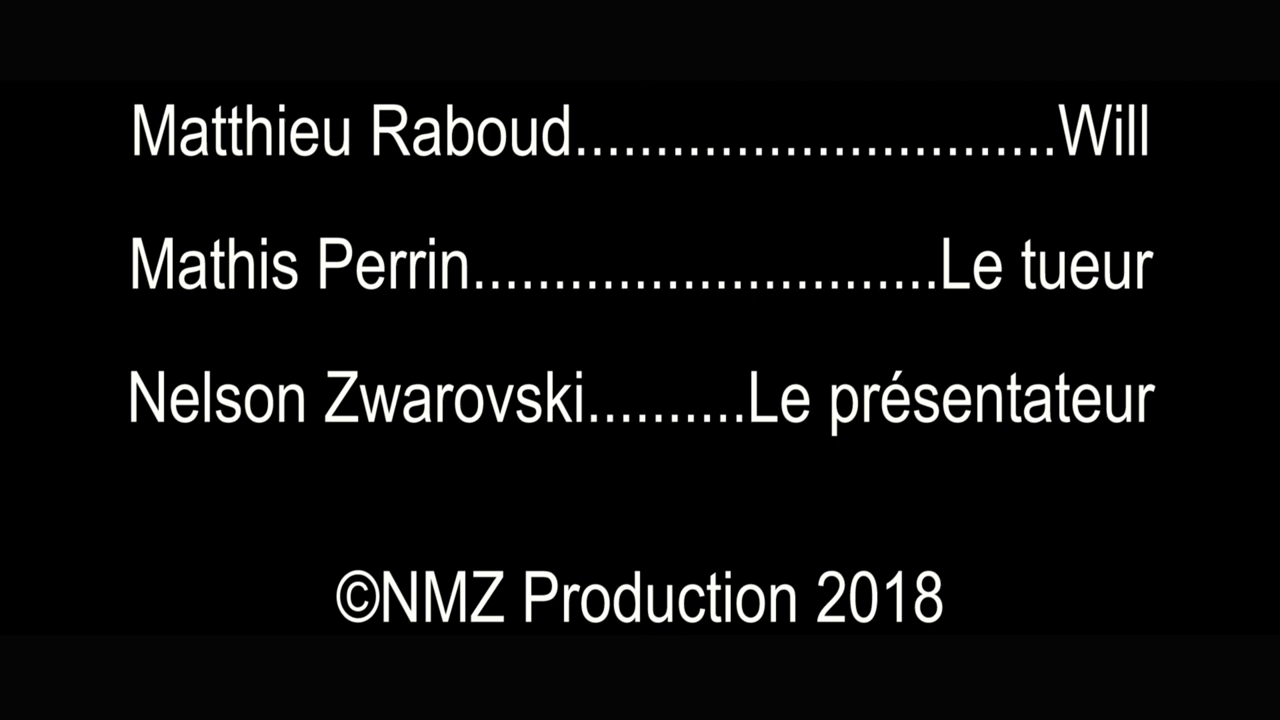 Matthieu Raboud..............................Will
Mathis Perrin.............................Le tueur
Nelson Zwarovski..........Le présentateur
©NMZ Production 2018